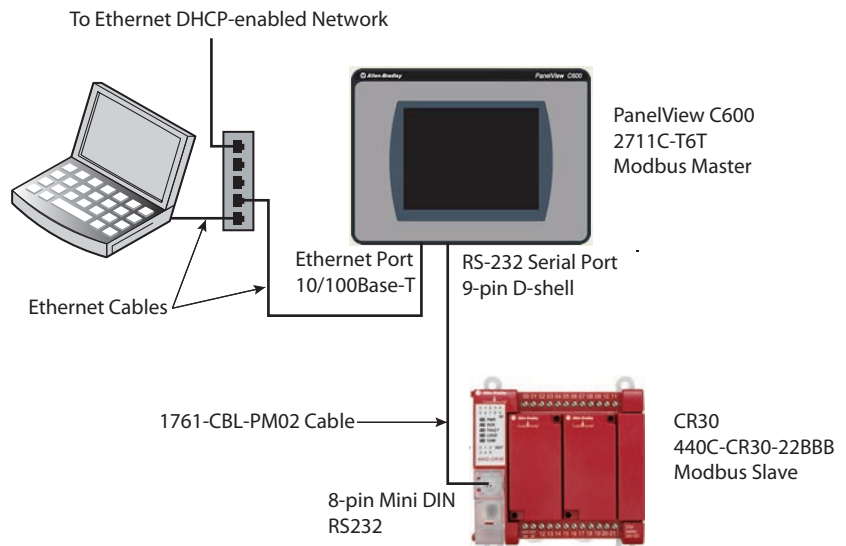 To Ethernet DHCP-enabled Network
Allen-Bradley
PanelView C600
PanelView C600
2711C-T6T
Modbus Master
Ethernet Port
10/100Base-T
RS-232 Serial Port
9-pin D-shell
Ethernet Cables
1761-CBL-PM02 Cable
CR30
440C-CR30-22BBB
Modbus Slave
8-pin Mini DIN
RS232